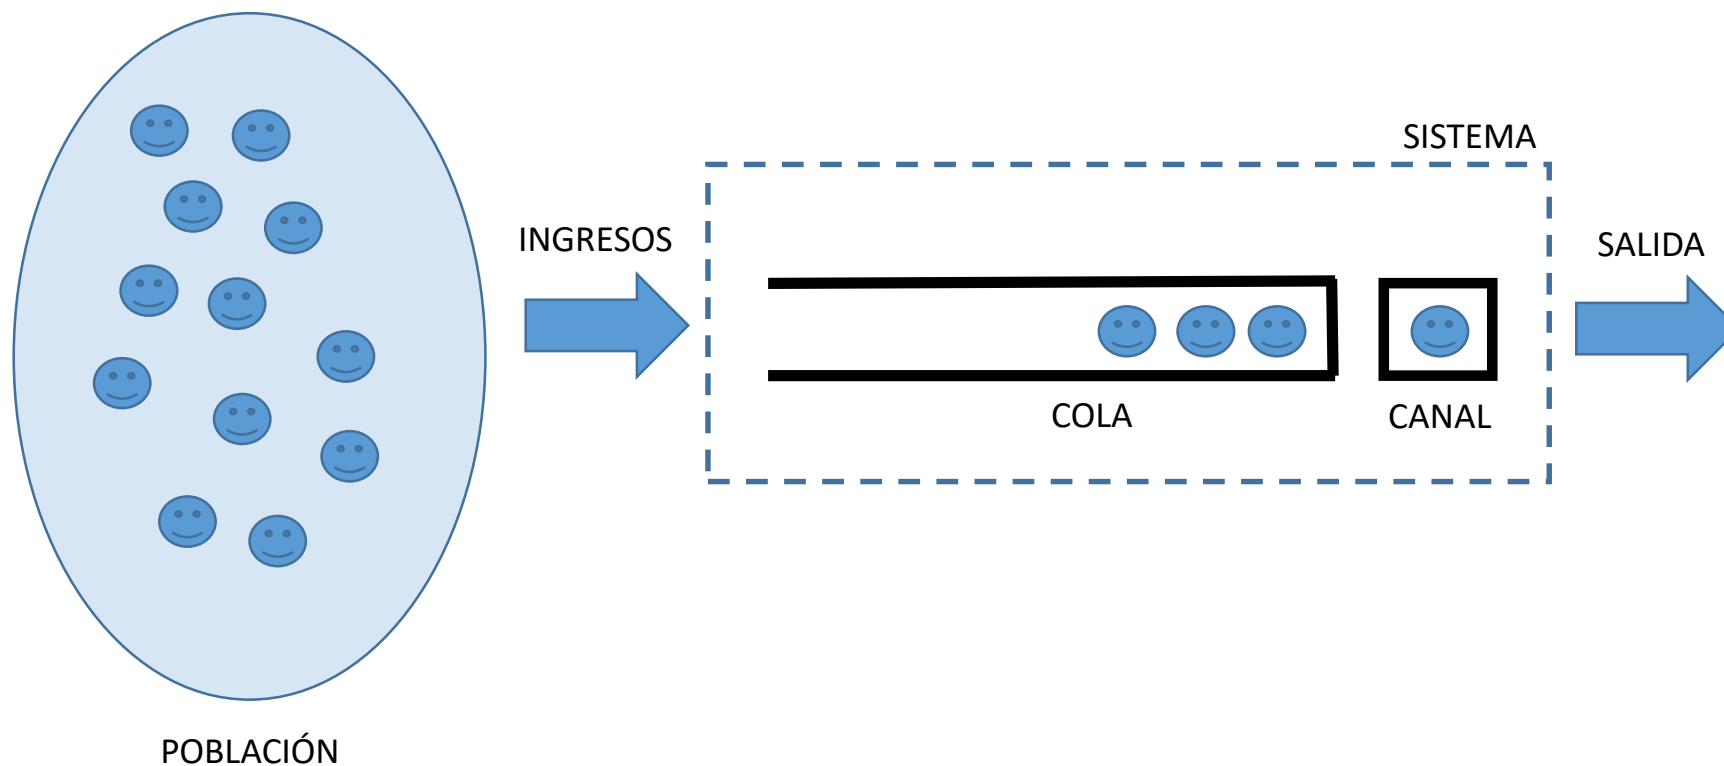 SISTEMA
INGRESOS
SALIDA
COLA
CANAL
POBLACIÓN